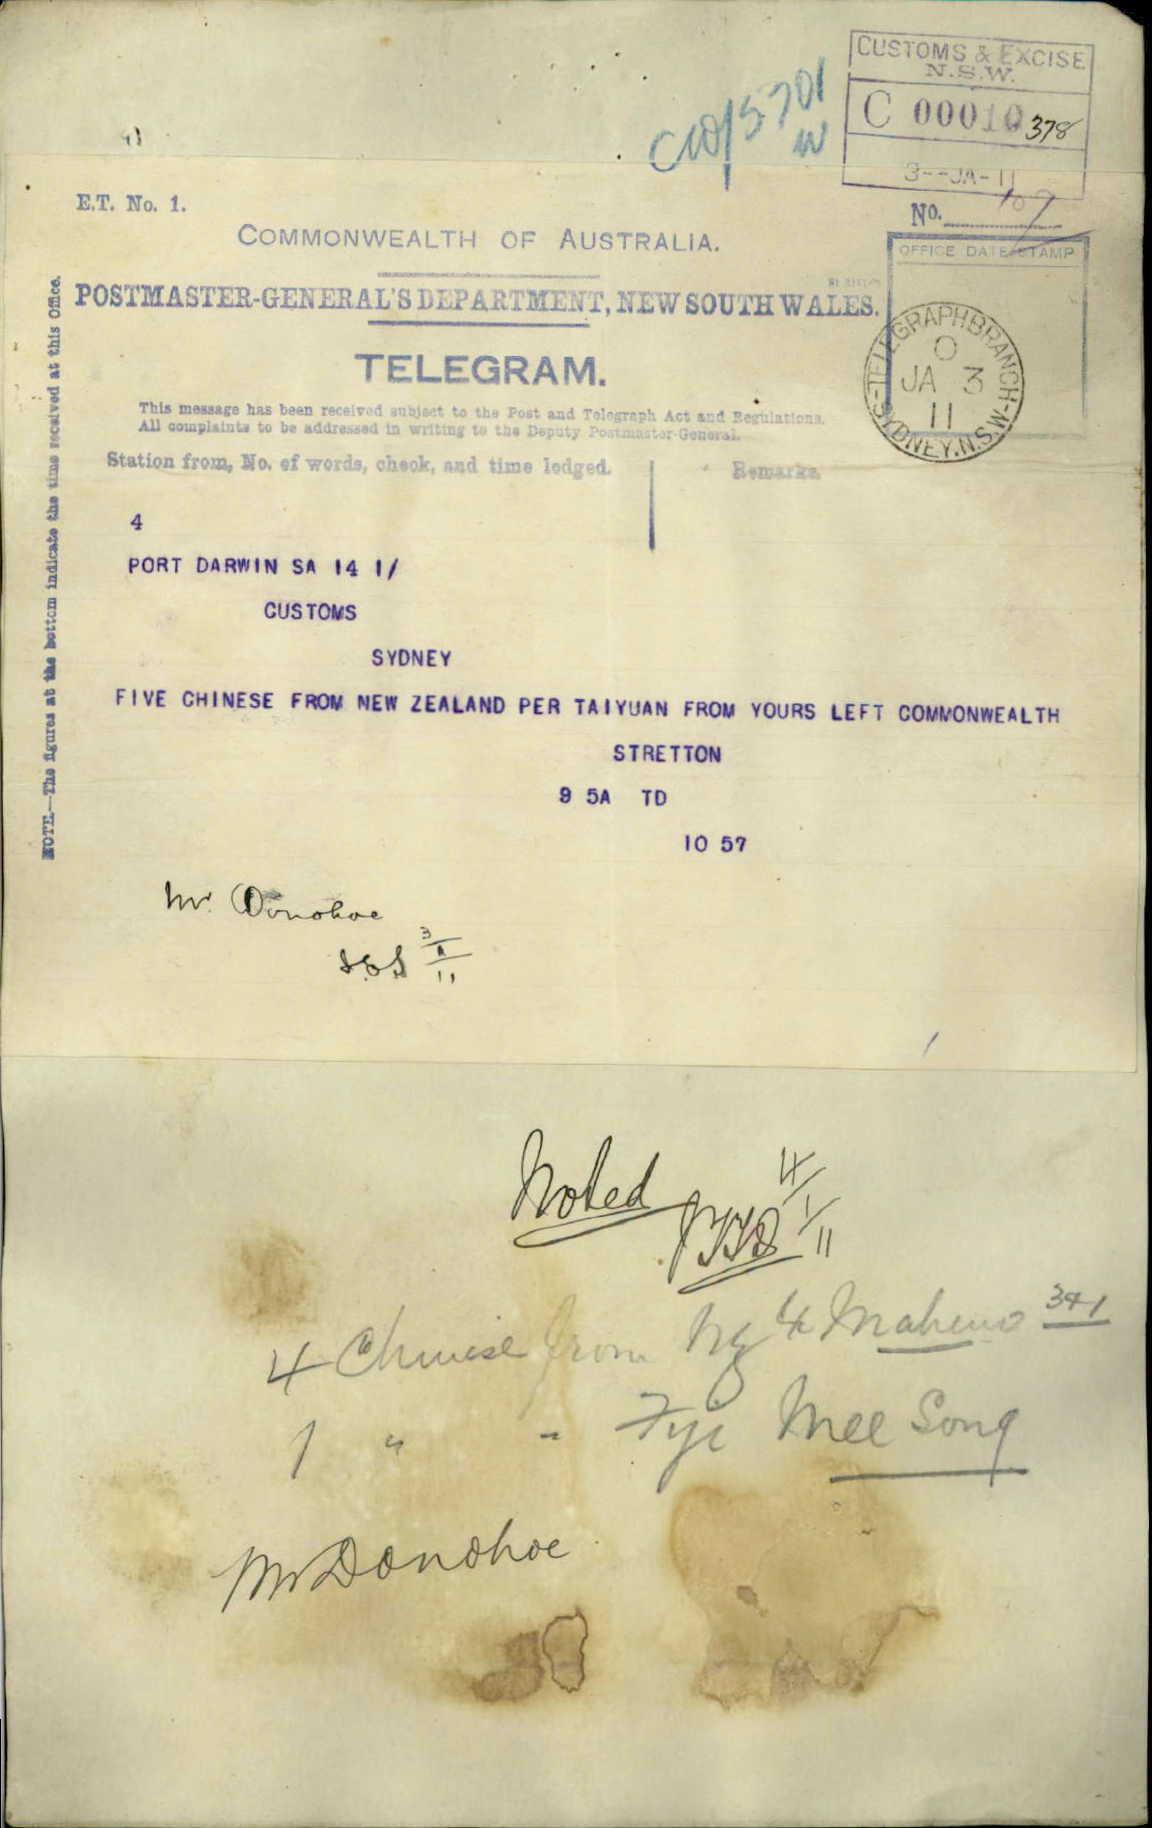 C10/5701
W
CUSTOMS & EXCISE
N.S.W.
C 00010 378
3--JA-11
E.T. No. 1.
No. 107
COMMONWEALTH OF AUSTRALIA.
OFFICE DATE STAMP
POSTMASTER-GENERAL'S DEPARTMENT, NEW SOUTH WALES.
TELEGRAPH BRANCH-SYDNEY.N.S.W-
O
JA 3
11
TELEGRAM.
This message has been received subject to the Post and Telegraph Act and Regulations.
All complaints to be addressed in writing to the Deputy Postmaster-General.
Station from, No. of words, check, and time lodged.
Remarks.
NOTE.—The figures at the bottom indicate the time received at this Office.
4
PORT DARWIN SA 14 1/
CUSTOMS
SYDNEY
FIVE CHINESE FROM NEW ZEALAND PER TAIYUAN FROM YOURS LEFT COMMONWEALTH
STRETTON
9 5A TD
10 57
Mr. Donohoe
3/1/11
Noted
4/1/11
4 Chinese from NZ Maheno 341
1 " - Fiji Mee Song
Mr Donohoe